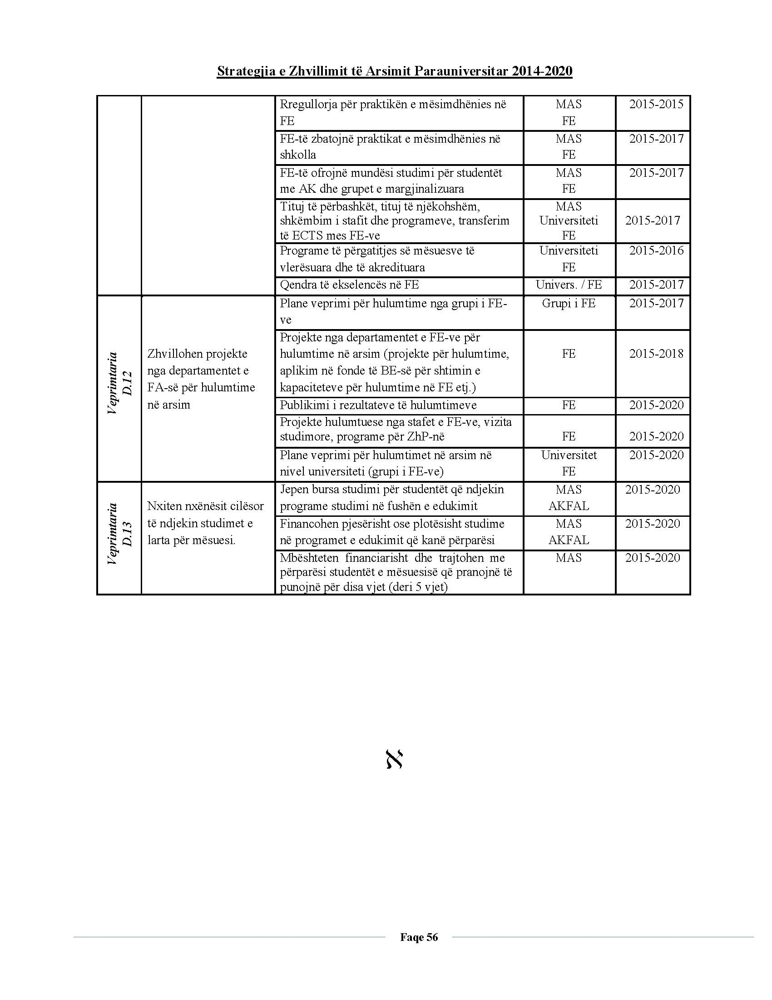 Strategjia e Zhvillimit të Arsimit Parauniversitar 2014-2020
Rregullorja për praktikën e mësimdhënies në
FE
MAS
FE
2015-2015
FE-të zbatojnë praktikat e mësimdhënies në
shkolla
MAS
FE
2015-2017
FE-të ofrojnë mundësi studimi për studentët
me AK dhe grupet e margjinalizuara
MAS
FE
2015-2017
Tituj të përbashkët, tituj të njëkohshëm,
shkëmbim i stafit dhe programeve, transferim
të ECTS mes FE-ve
MAS
Universiteti
FE
2015-2017
Programe të përgatitjes së mësuesve të
vlerësuara dhe të akredituara
Universiteti
FE
2015-2016
Qendra të ekselencës në FE
Univers. / FE
2015-2017
Veprimtaria
D.12
Zhvillohen projekte
nga departamentet e
FA-së për hulumtime
në arsim
Plane veprimi për hulumtime nga grupi i FE-
ve
Grupi i FE
2015-2017
Projekte nga departamentet e FE-ve për
hulumtime në arsim (projekte për hulumtime,
aplikim në fonde të BE-së për shtimin e
kapaciteteve për hulumtime në FE etj.)
FE
2015-2018
Publikimi i rezultateve të hulumtimeve
FE
2015-2020
Projekte hulumtuese nga stafet e FE-ve, vizita
studimore, programe për ZhP-në
FE
2015-2020
Plane veprimi për hulumtimet në arsim në
nivel universiteti (grupi i FE-ve)
Universitet
FE
2015-2020
Veprimtaria
D.13
Nxiten nxënësit cilësor
të ndjekin studimet e
larta për mësuesi.
Jepen bursa studimi për studentët që ndjekin
programe studimi në fushën e edukimit
MAS
AKFAL
2015-2020
Financohen pjesërisht ose plotësisht studime
në programet e edukimit që kanë përparësi
MAS
AKFAL
2015-2020
Mbështeten financiarisht dhe trajtohen me
përparësi studentët e mësuesisë që pranojnë të
punojnë për disa vjet (deri 5 vjet)
MAS
2015-2020
א
Faqe 56